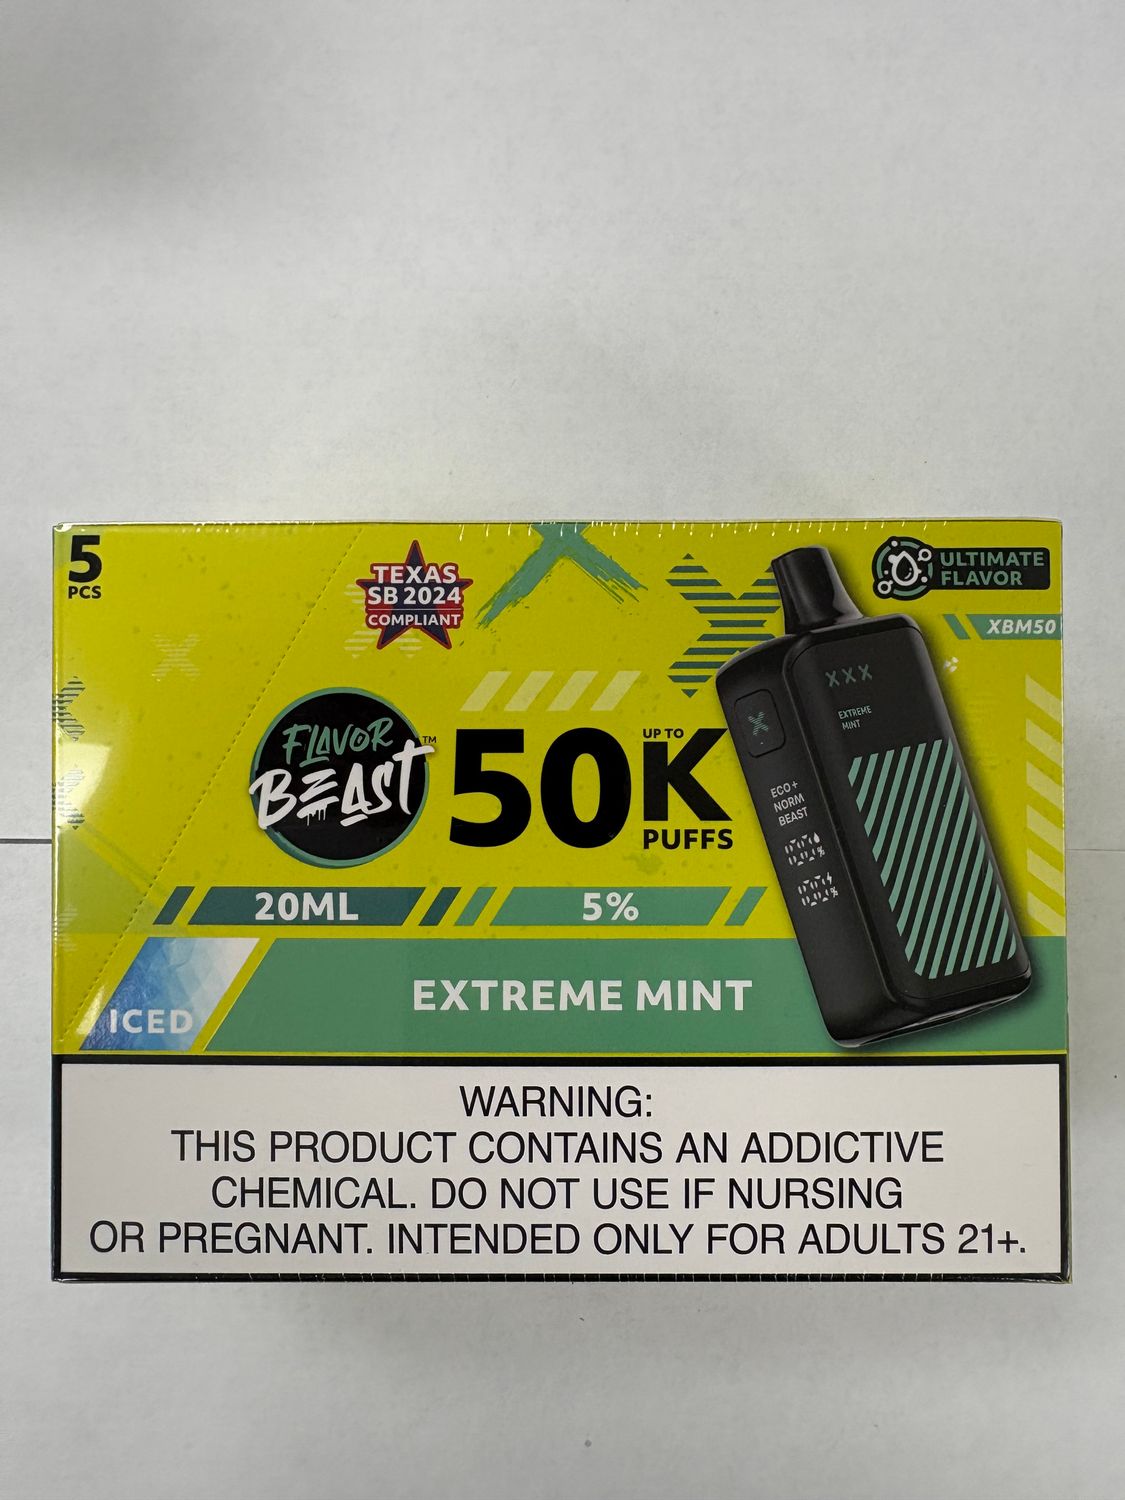 5
PCS
TEXAS
SB 2024
COMPLIANT
ULTIMATE
FLAVOR
XBM50
FLAVOR
BEAST™
50K
UP TO
PUFFS
XXX
EXTREME
MINT
X
ECO+
NORM
BEAST
20ML
5%
ICED
EXTREME MINT
WARNING:
THIS PRODUCT CONTAINS AN ADDICTIVE
CHEMICAL. DO NOT USE IF NURSING
OR PREGNANT. INTENDED ONLY FOR ADULTS 21+.